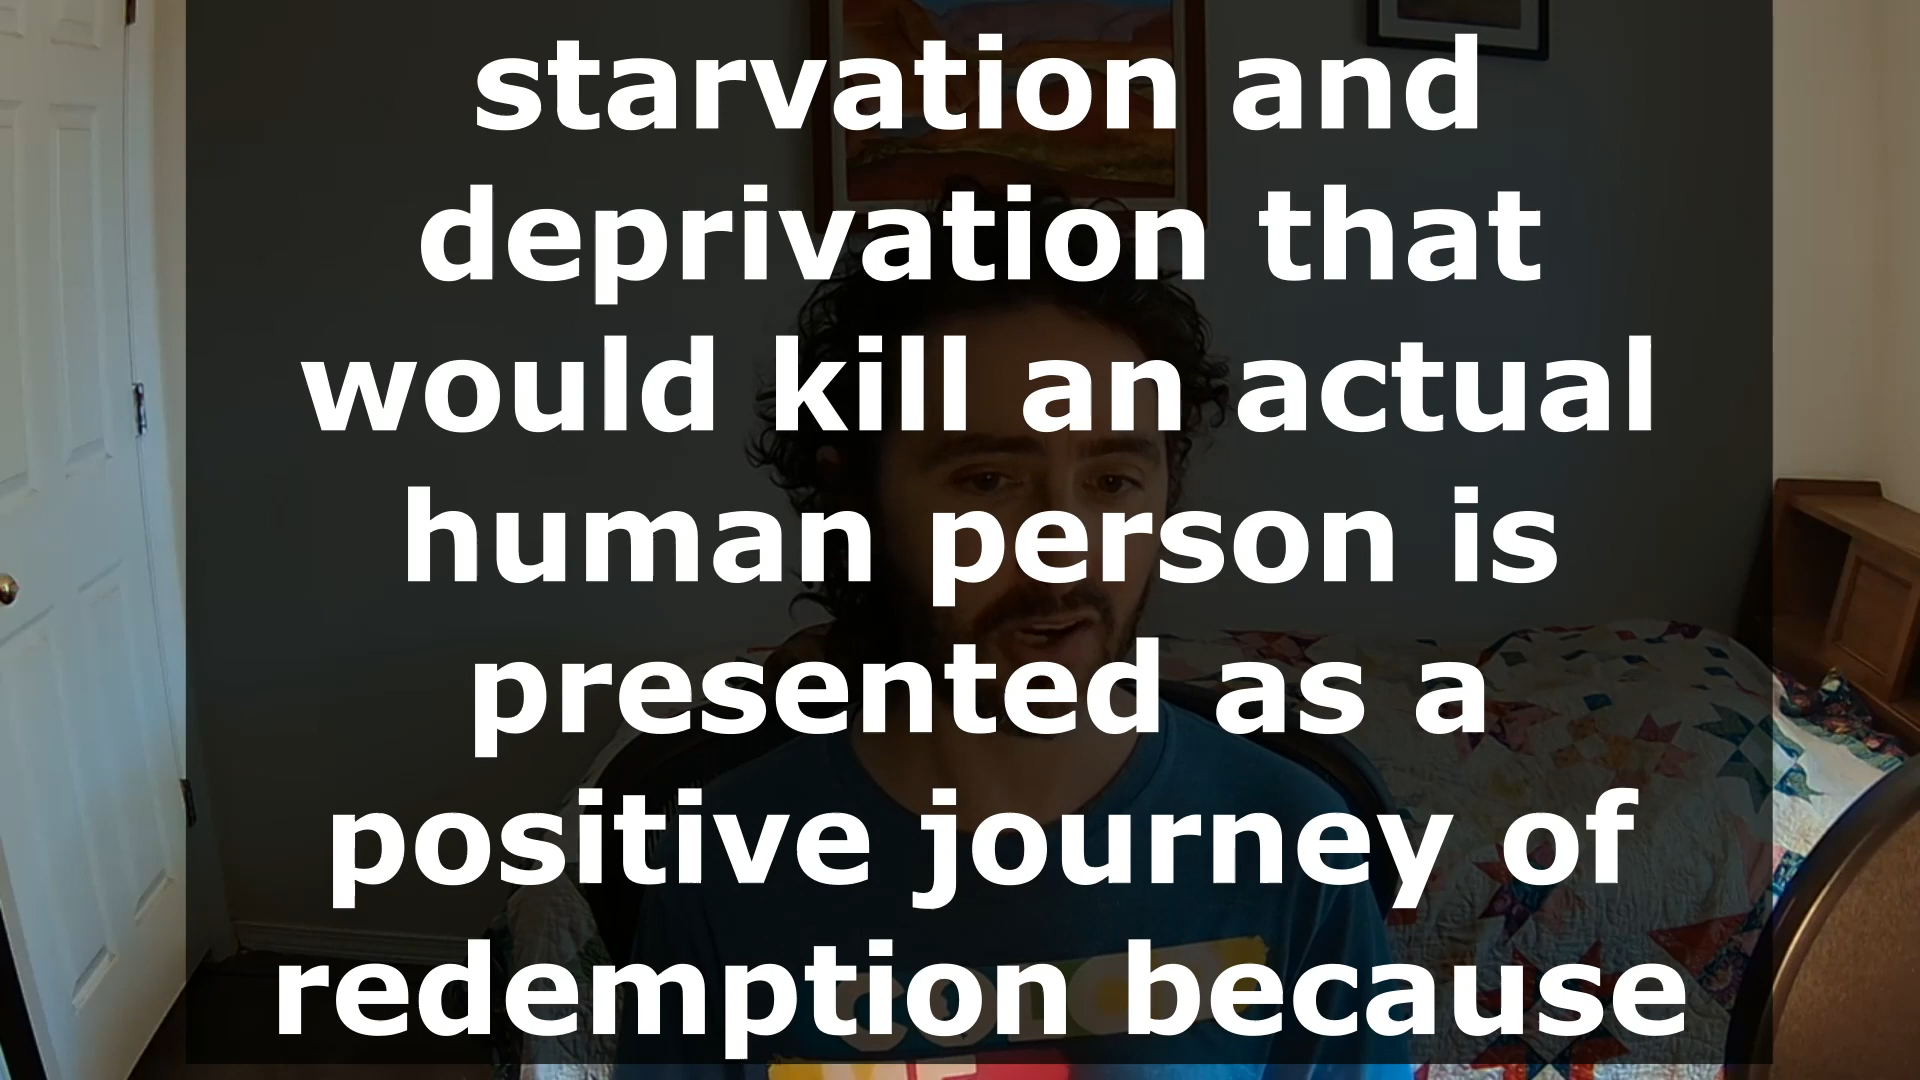 starvation and
deprivation that
would kill an actual
human person is
presented as a
positive journey of
redemption because